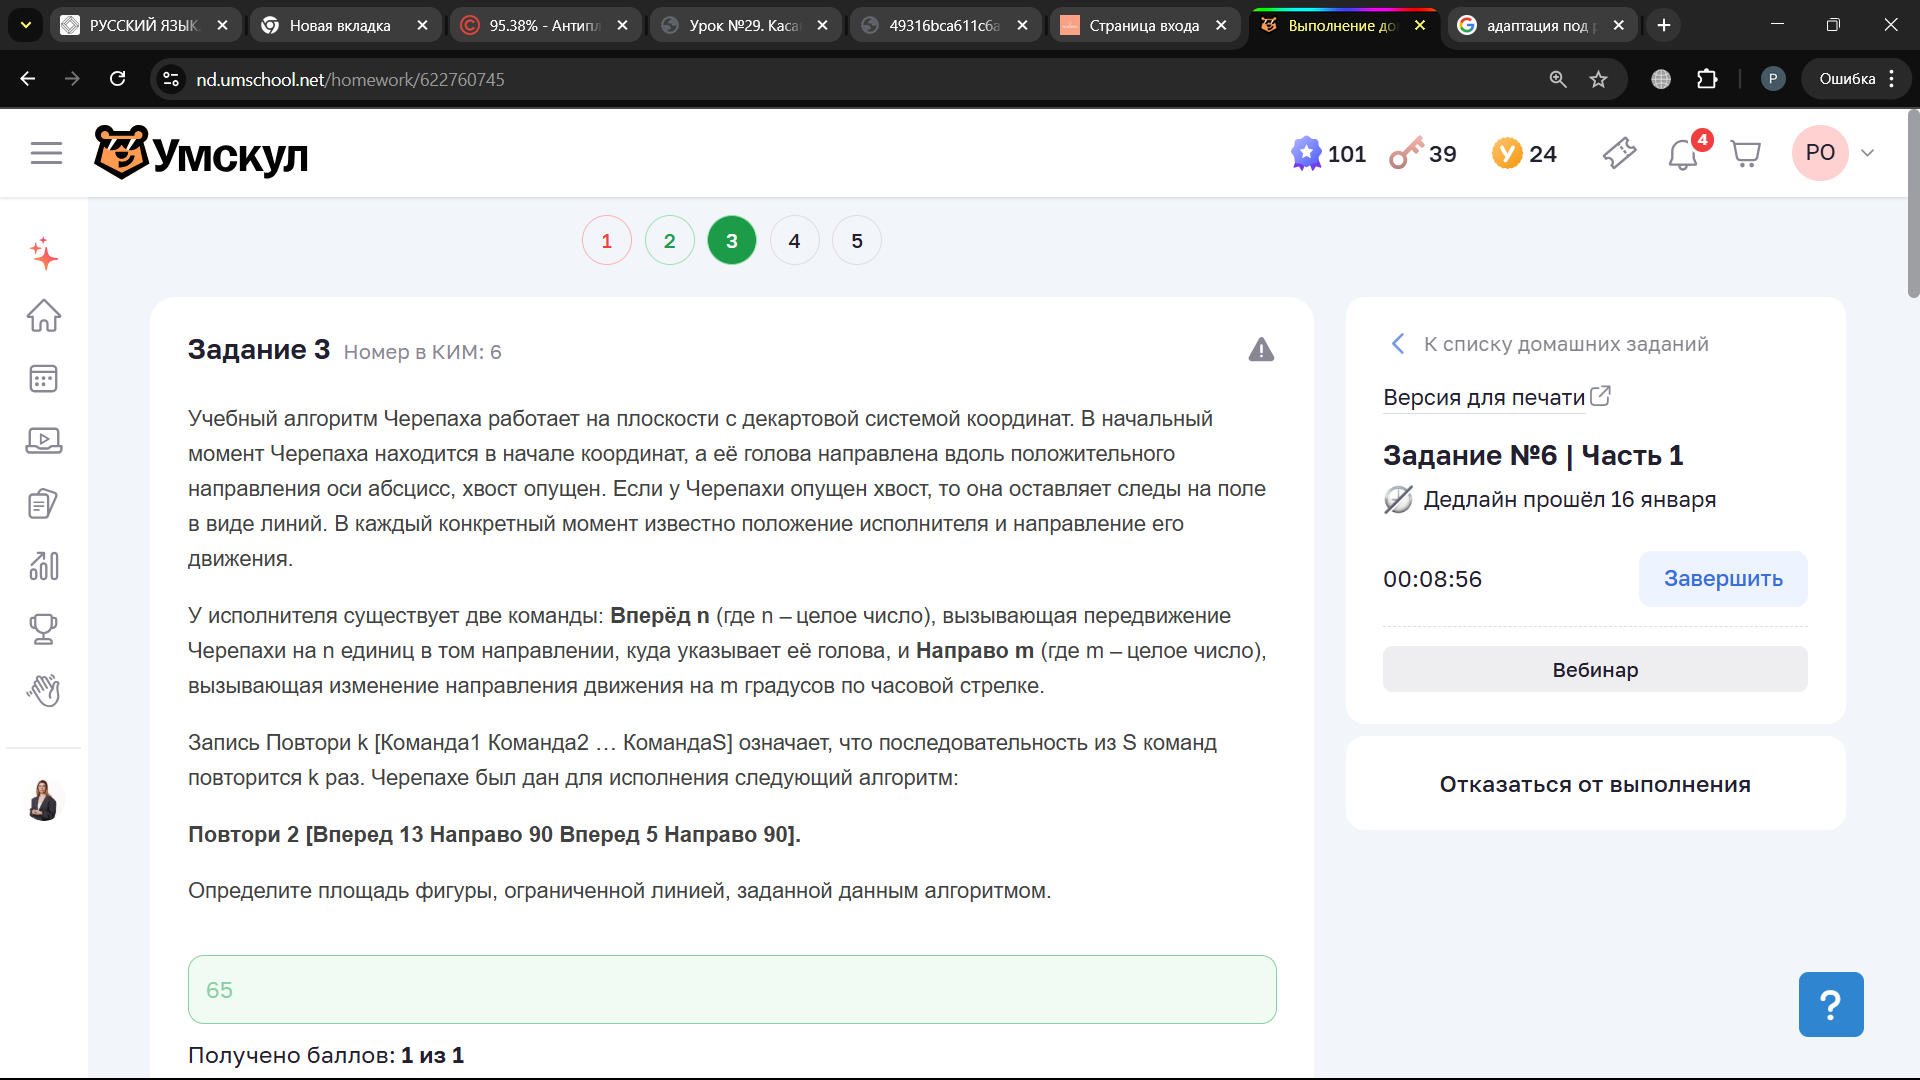 РУССКИЙ ЯЗЫК
Новая вкладка
95.38% - Антипл
Урок №29. Каса
49316bca611c6a
Страница входа
Выполнение до
адаптация под р
nd.umschool.net/homework/622760745
P
Ошибка
Умскул
101
39
У
24
4
РО
1
2
3
4
5
Задание 3 Номер в КИМ: 6
Учебный алгоритм Черепаха работает на плоскости с декартовой системой координат. В начальный
момент Черепаха находится в начале координат, а её голова направлена вдоль положительного
направления оси абсцисс, хвост опущен. Если у Черепахи опущен хвост, то она оставляет следы на поле
в виде линий. В каждый конкретный момент известно положение исполнителя и направление его
движения.
У исполнителя существует две команды: Вперёд n (где n – целое число), вызывающая передвижение
Черепахи на n единиц в том направлении, куда указывает её голова, и Направо m (где m – целое число),
вызывающая изменение направления движения на m градусов по часовой стрелке.
Запись Повтори k [Команда1 Команда2 … КомандаS] означает, что последовательность из S команд
повторится k раз. Черепахе был дан для исполнения следующий алгоритм:
Повтори 2 [Вперед 13 Направо 90 Вперед 5 Направо 90].
Определите площадь фигуры, ограниченной линией, заданной данным алгоритмом.
65
Получено баллов: 1 из 1
К списку домашних заданий
Версия для печати
Задание №6 | Часть 1
Дедлайн прошёл 16 января
00:08:56
Завершить
Вебинар
Отказаться от выполнения
?